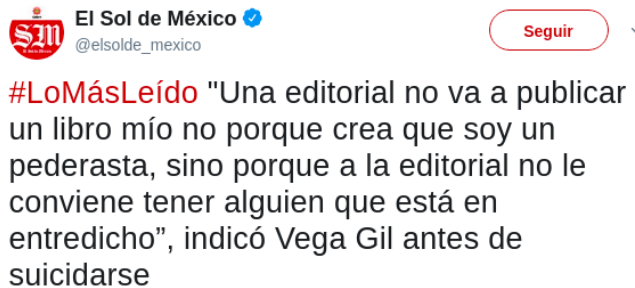 El Sol de México
@elsolde_mexico
Seguir
SM
#LoMásLeído "Una editorial no va a publicar
un libro mío no porque crea que soy un
pederasta, sino porque a la editorial no le
conviene tener alguien que está en
entredicho”, indicó Vega Gil antes de
suicidarse